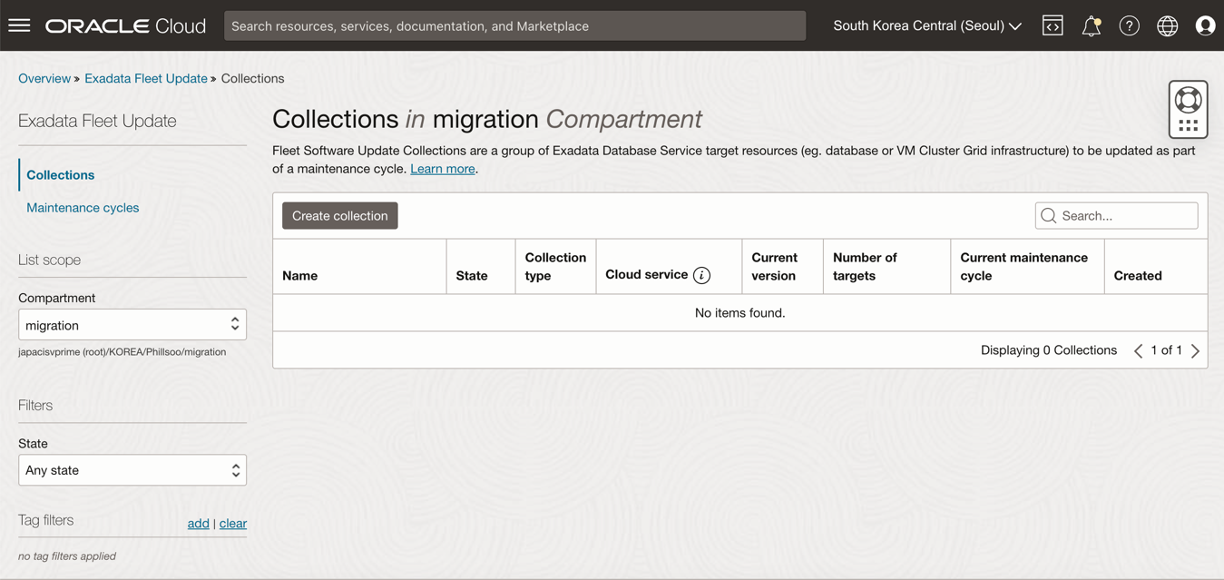 ORACLE Cloud
Search resources, services, documentation, and Marketplace
South Korea Central (Seoul)
Overview » Exadata Fleet Update » Collections
Exadata Fleet Update
Collections
Maintenance cycles
List scope
Compartment
migration
japacisvprime (root)/KOREA/Phillsoo/migration
Filters
State
Any state
Tag filters
add | clear
no tag filters applied
Collections in migration Compartment
Fleet Software Update Collections are a group of Exadata Database Service target resources (eg. database or VM Cluster Grid infrastructure) to be updated as part
of a maintenance cycle. Learn more.
Create collection
Search...
Name
State
Collection
type
Cloud service
Current
version
Number of
targets
Current maintenance
cycle
Created
No items found.
Displaying 0 Collections
1 of 1